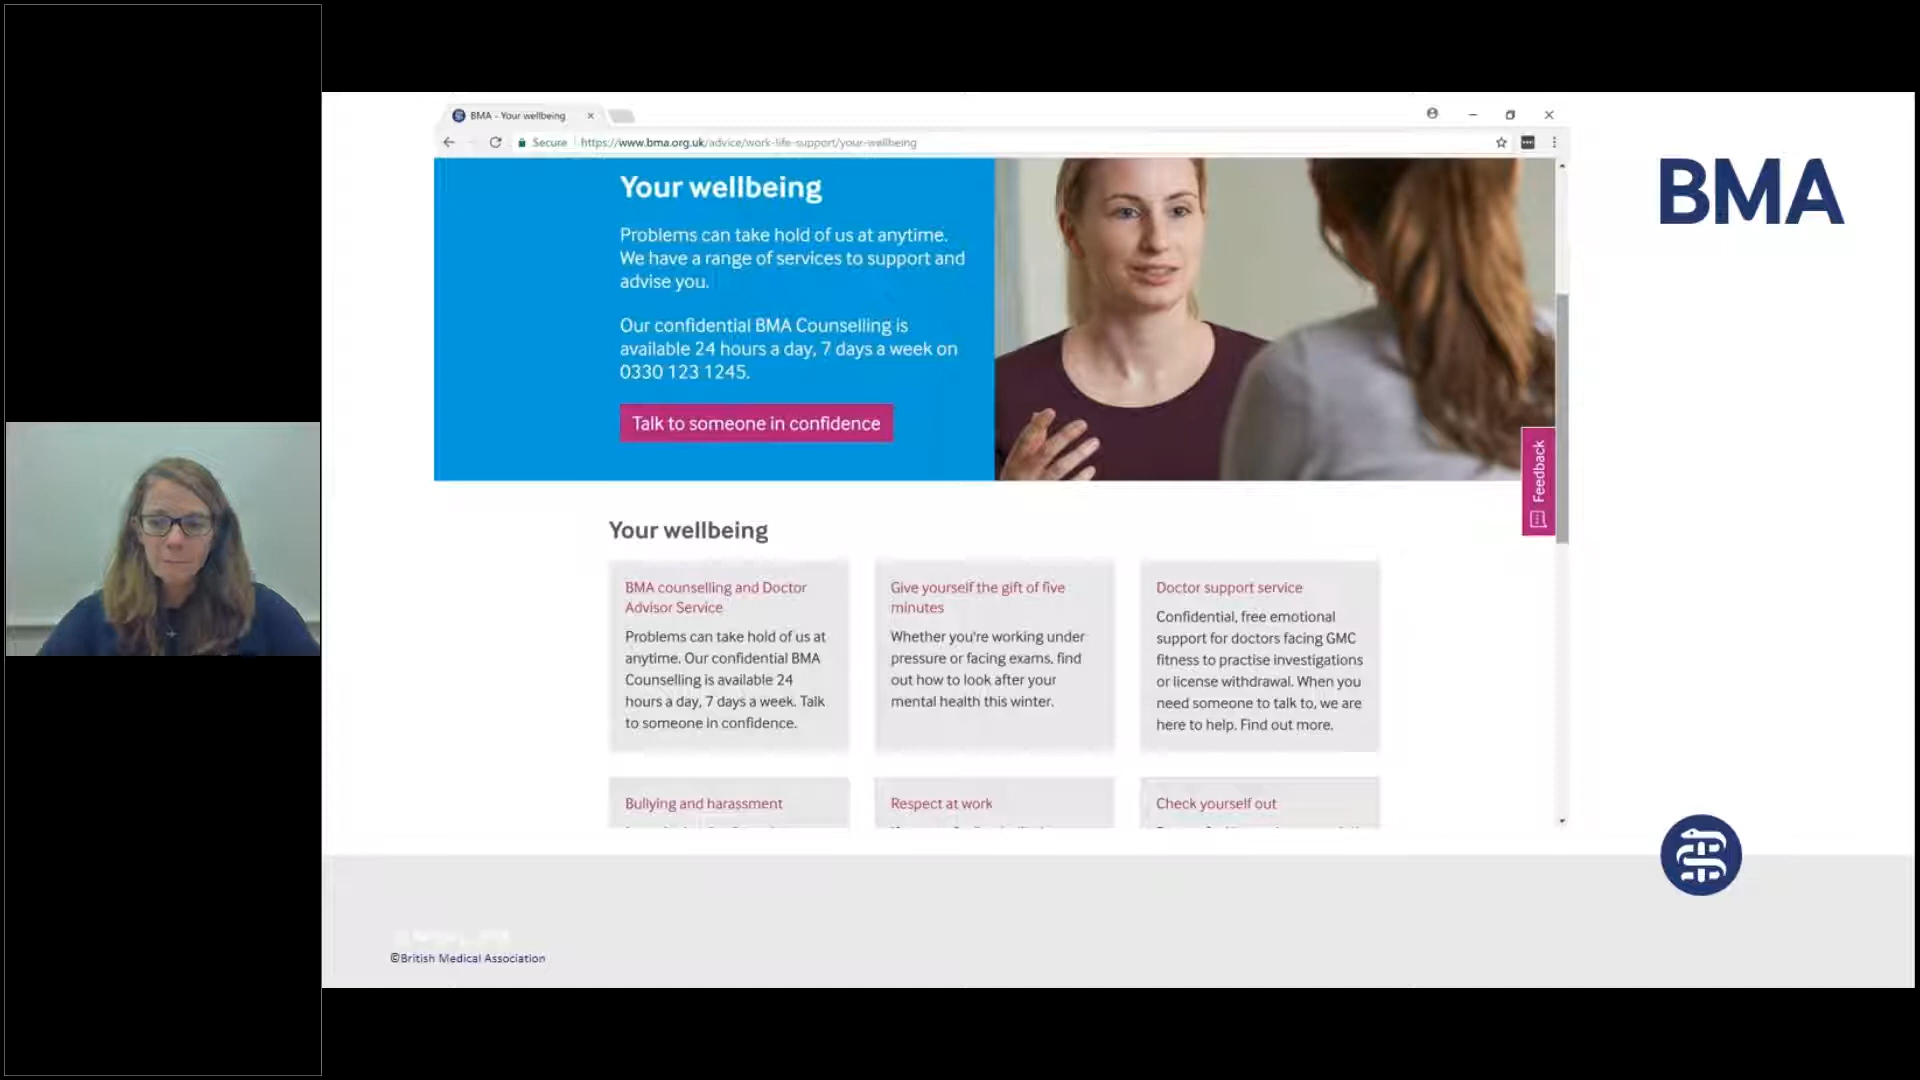 BMA - Your wellbeing
Secure
https://www.bma.org.uk/advice/work-life-support/your-wellbeing
BMA
Your wellbeing
Problems can take hold of us at anytime.
We have a range of services to support and
advise you.
Our confidential BMA Counselling is
available 24 hours a day, 7 days a week on
0330 123 1245.
Talk to someone in confidence
Feedback
Your wellbeing
BMA counselling and Doctor
Advisor Service
Problems can take hold of us at
anytime. Our confidential BMA
Counselling is available 24
hours a day, 7 days a week. Talk
to someone in confidence.
Give yourself the gift of five
minutes
Whether you're working under
pressure or facing exams, find
out how to look after your
mental health this winter.
Doctor support service
Confidential, free emotional
support for doctors facing GMC
fitness to practise investigations
or license withdrawal. When you
need someone to talk to, we are
here to help. Find out more.
Bullying and harassment
Respect at work
Check yourself out
©British Medical Association